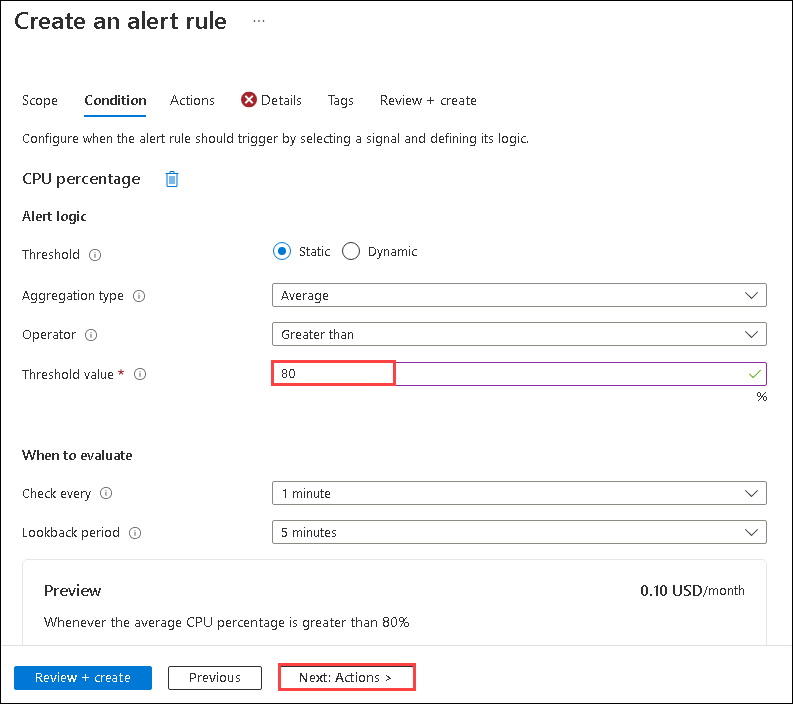 Create an alert rule ...
Scope Condition Actions Details Tags Review + create
Configure when the alert rule should trigger by selecting a signal and defining its logic.
CPU percentage
Alert logic
Threshold Static Dynamic
Aggregation type Average
Operator Greater than
Threshold value * 80
%
When to evaluate
Check every 1 minute
Lookback period 5 minutes
Preview 0.10 USD/month
Whenever the average CPU percentage is greater than 80%
Review + create Previous Next: Actions >